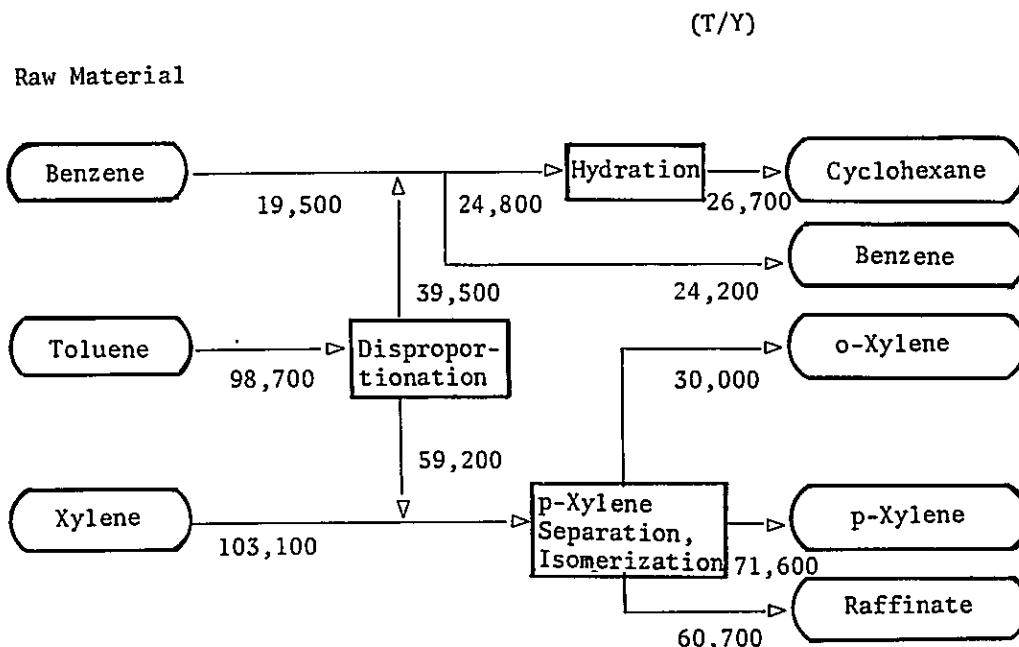 (T/Y)
Raw Material
Benzene
19,500
24,800
Hydration
26,700
Cyclohexane
Benzene
24,200
39,500
Toluene
98,700
Dispropor-
tionation
o-Xylene
30,000
59,200
Xylene
103,100
p-Xylene
Separation,
Isomerization
71,600
p-Xylene
Raffinate
60,700